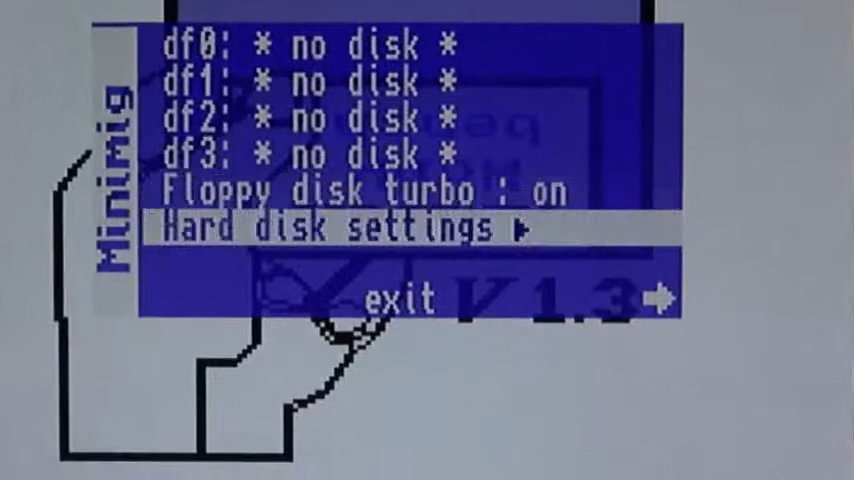 Minimig
df0: * no disk *
df1: * no disk *
df2: * no disk *
df3: * no disk *
Floppy disk turbo : on
Hard disk settings ▸
exit
V1.3